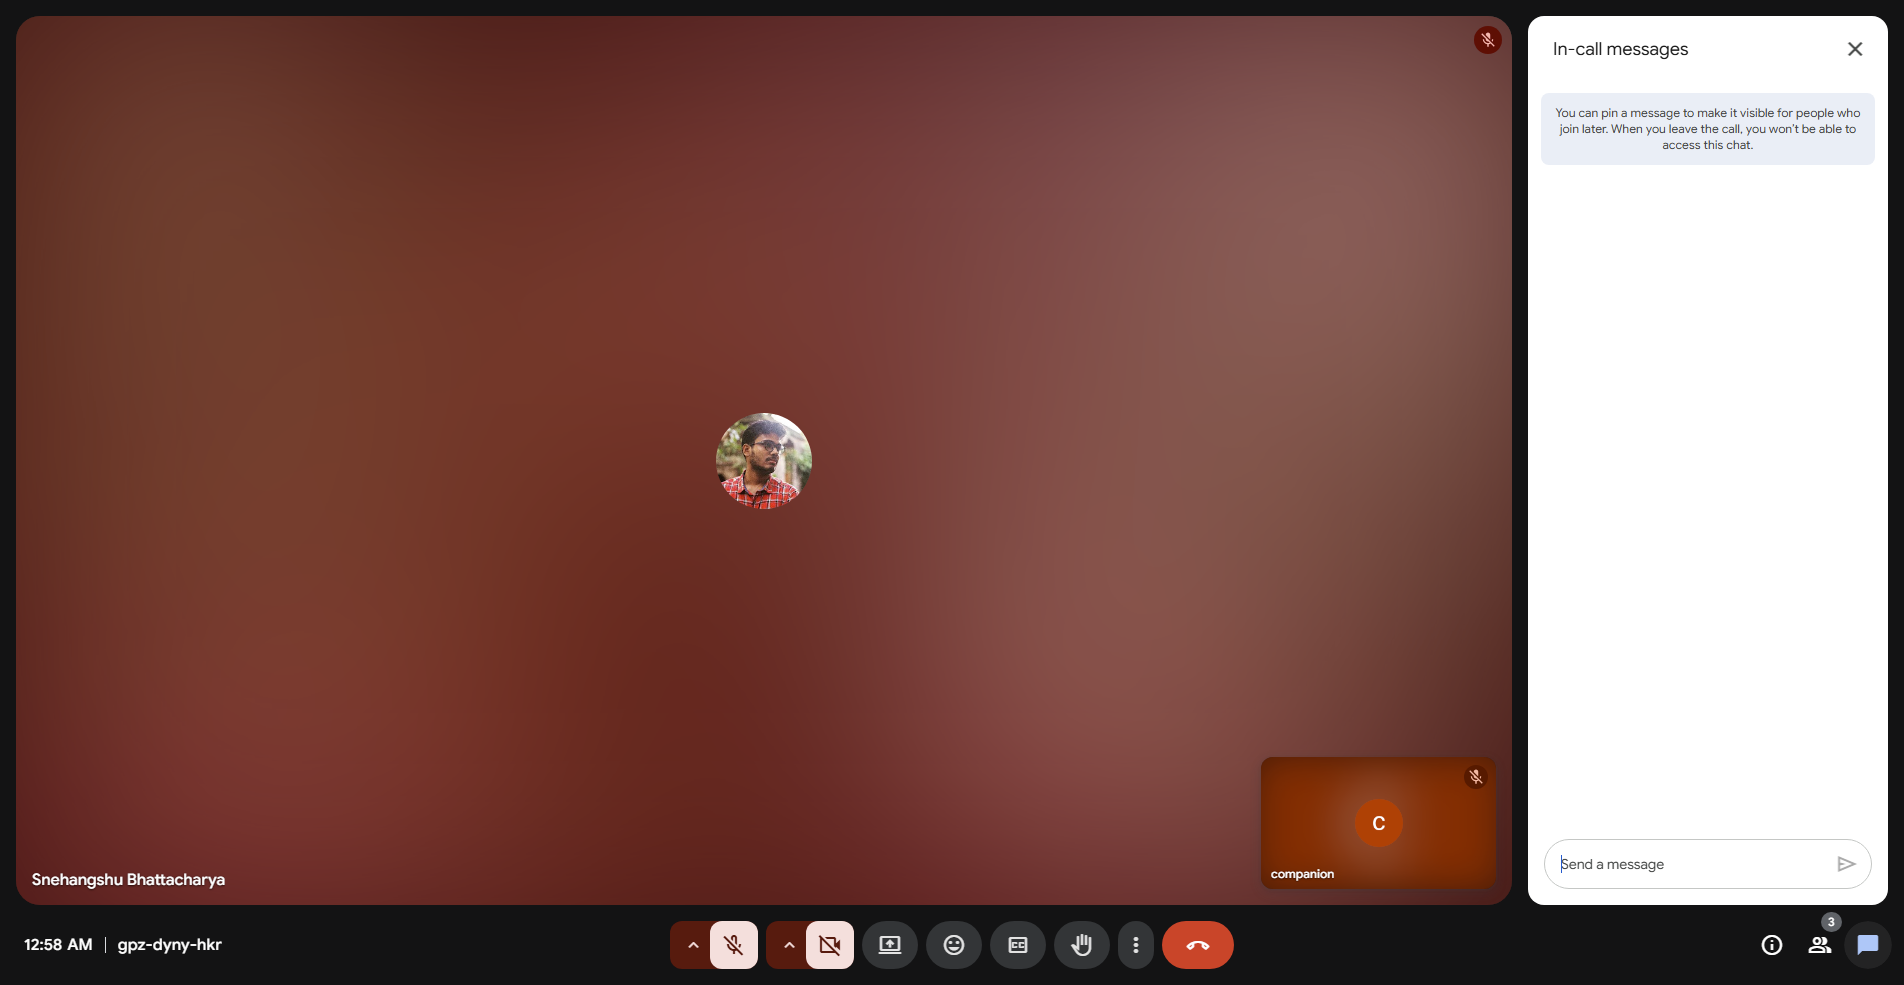 In-call messages
You can pin a message to make it visible for people who
join later. When you leave the call, you won't be able to
access this chat.
C
companion
Snehangshu Bhattacharya
Send a message
12:58 AM | gpz-dyny-hkr
CC
3